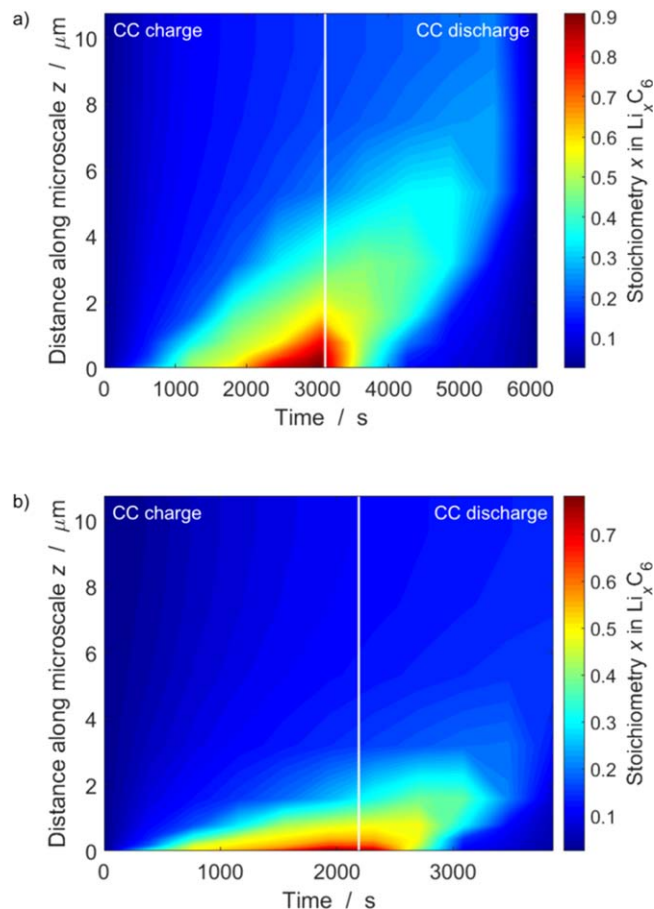 a)
CC charge
CC discharge
Distance along microscale z / μm
10
8
6
4
2
0
0 1000 2000 3000 4000 5000 6000
Time / s
0.9
0.8
0.7
0.6
0.5
0.4
0.3
0.2
0.1
Stoichiometry x in LixC6
b)
CC charge
CC discharge
Distance along microscale z / μm
10
8
6
4
2
0
0 1000 2000 3000
Time / s
0.7
0.6
0.5
0.4
0.3
0.2
0.1
Stoichiometry x in LixC6